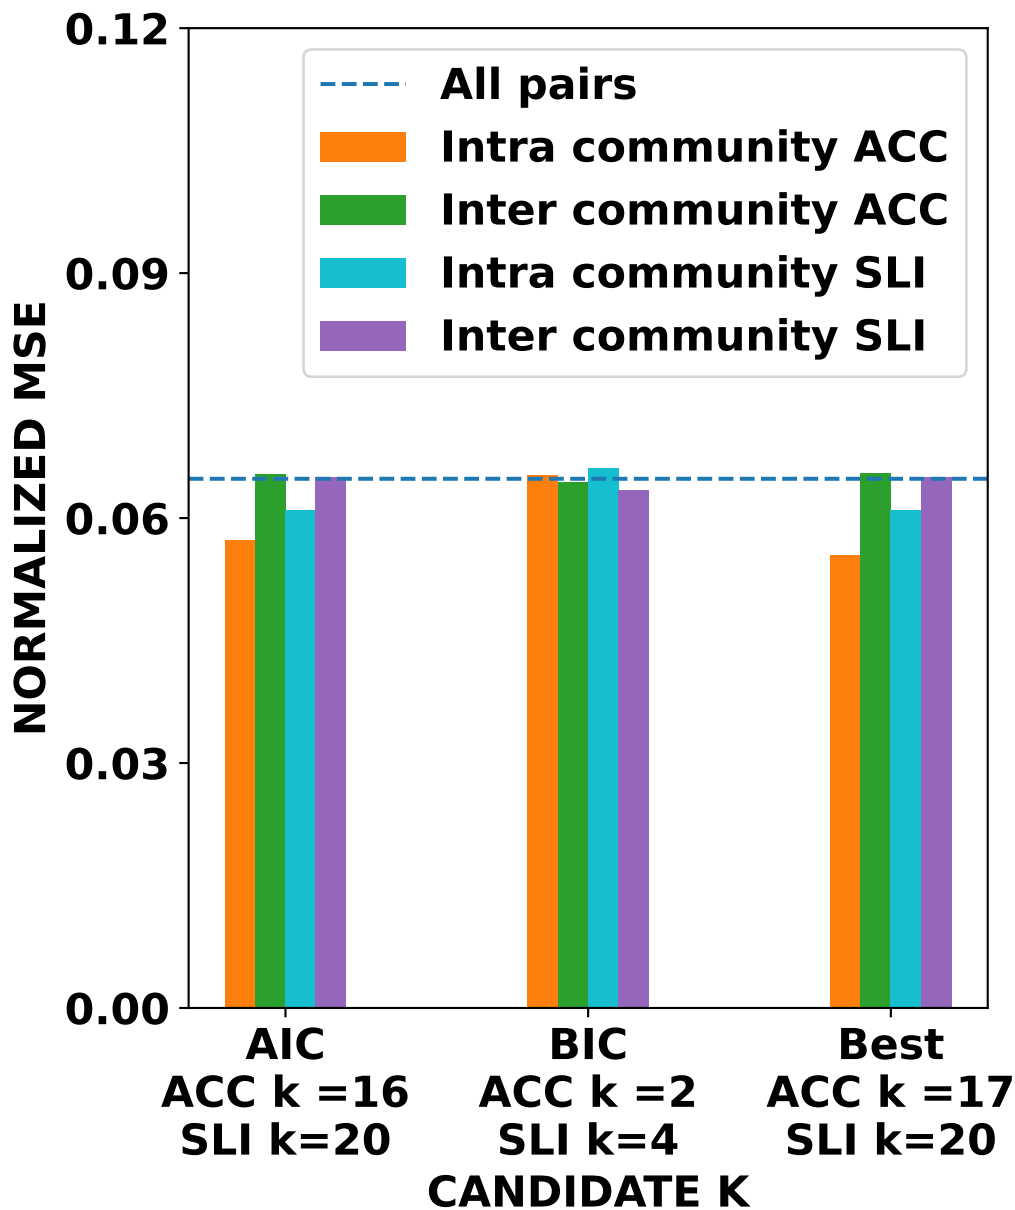 0.12
0.09
0.06
0.03
0.00
NORMALIZED MSE
All pairs
Intra community ACC
Inter community ACC
Intra community SLI
Inter community SLI
AIC
ACC k =16
SLI k=20
BIC
ACC k =2
SLI k=4
Best
ACC k =17
SLI k=20
CANDIDATE K